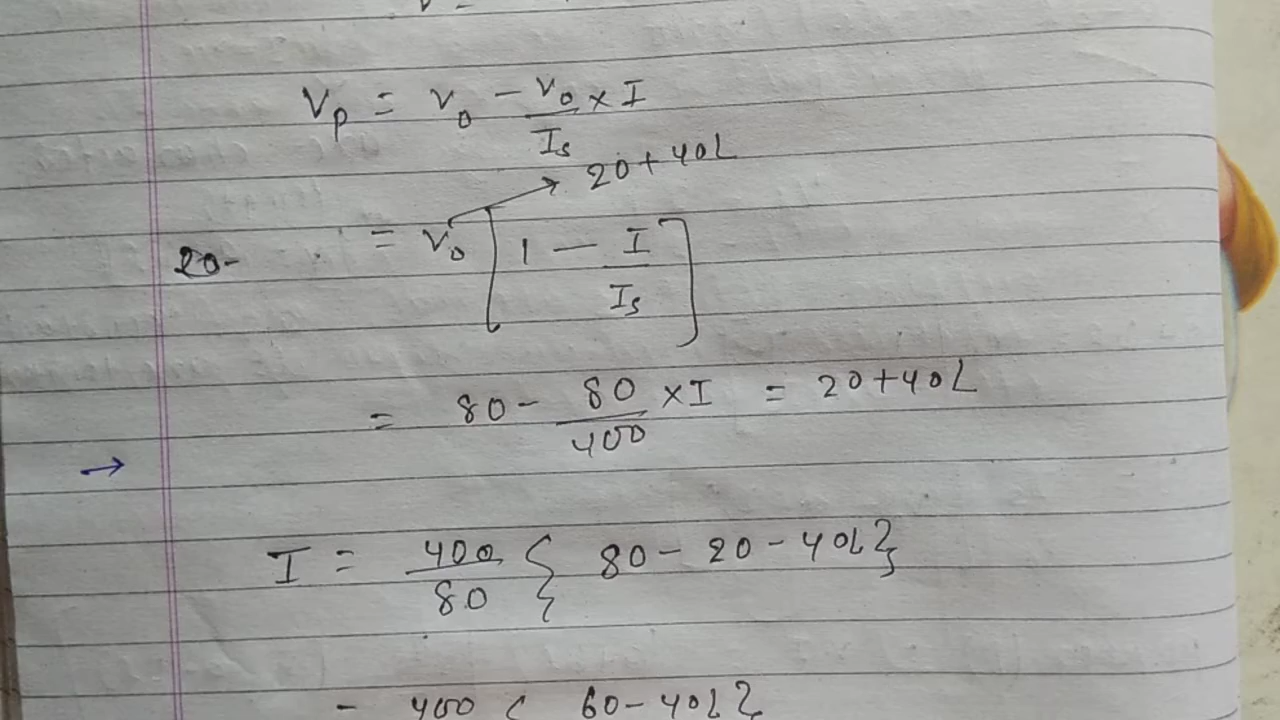 Vp = V0 - V0/Is × I
20+40L
20- = V0 [ 1 — I/Is ]
= 80 - 80/400 × I = 20+40L
→
I = 400/80 { 80 - 20 - 40L }
= 400 { 60 - 40L }